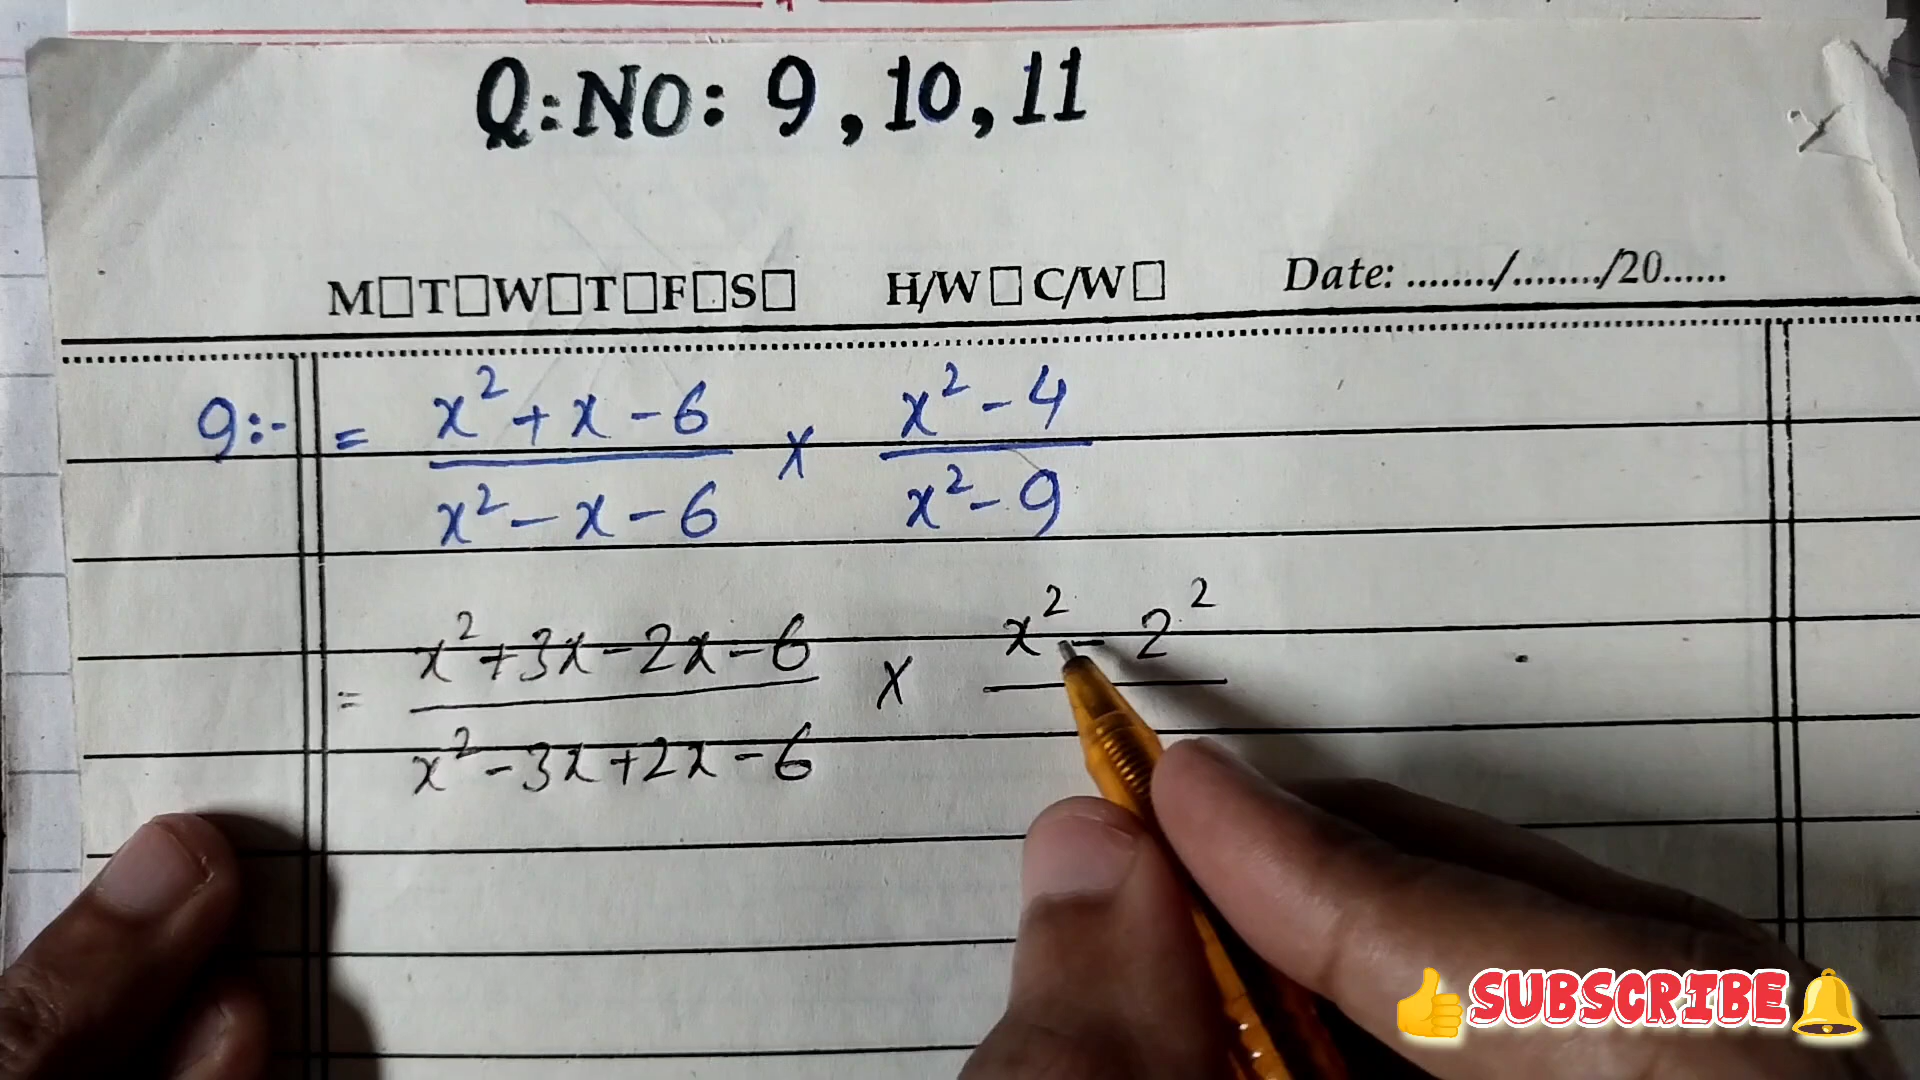 Q:NO: 9,10,11
M□T□W□T□F□S□ H/W□C/W□ Date: ......../......../20......
9:- = x²+x-6 / x²-x-6 × x²-4 / x²-9
= x²+3x-2x-6 / x²-3x+2x-6 × x²-2²
SUBSCRIBE